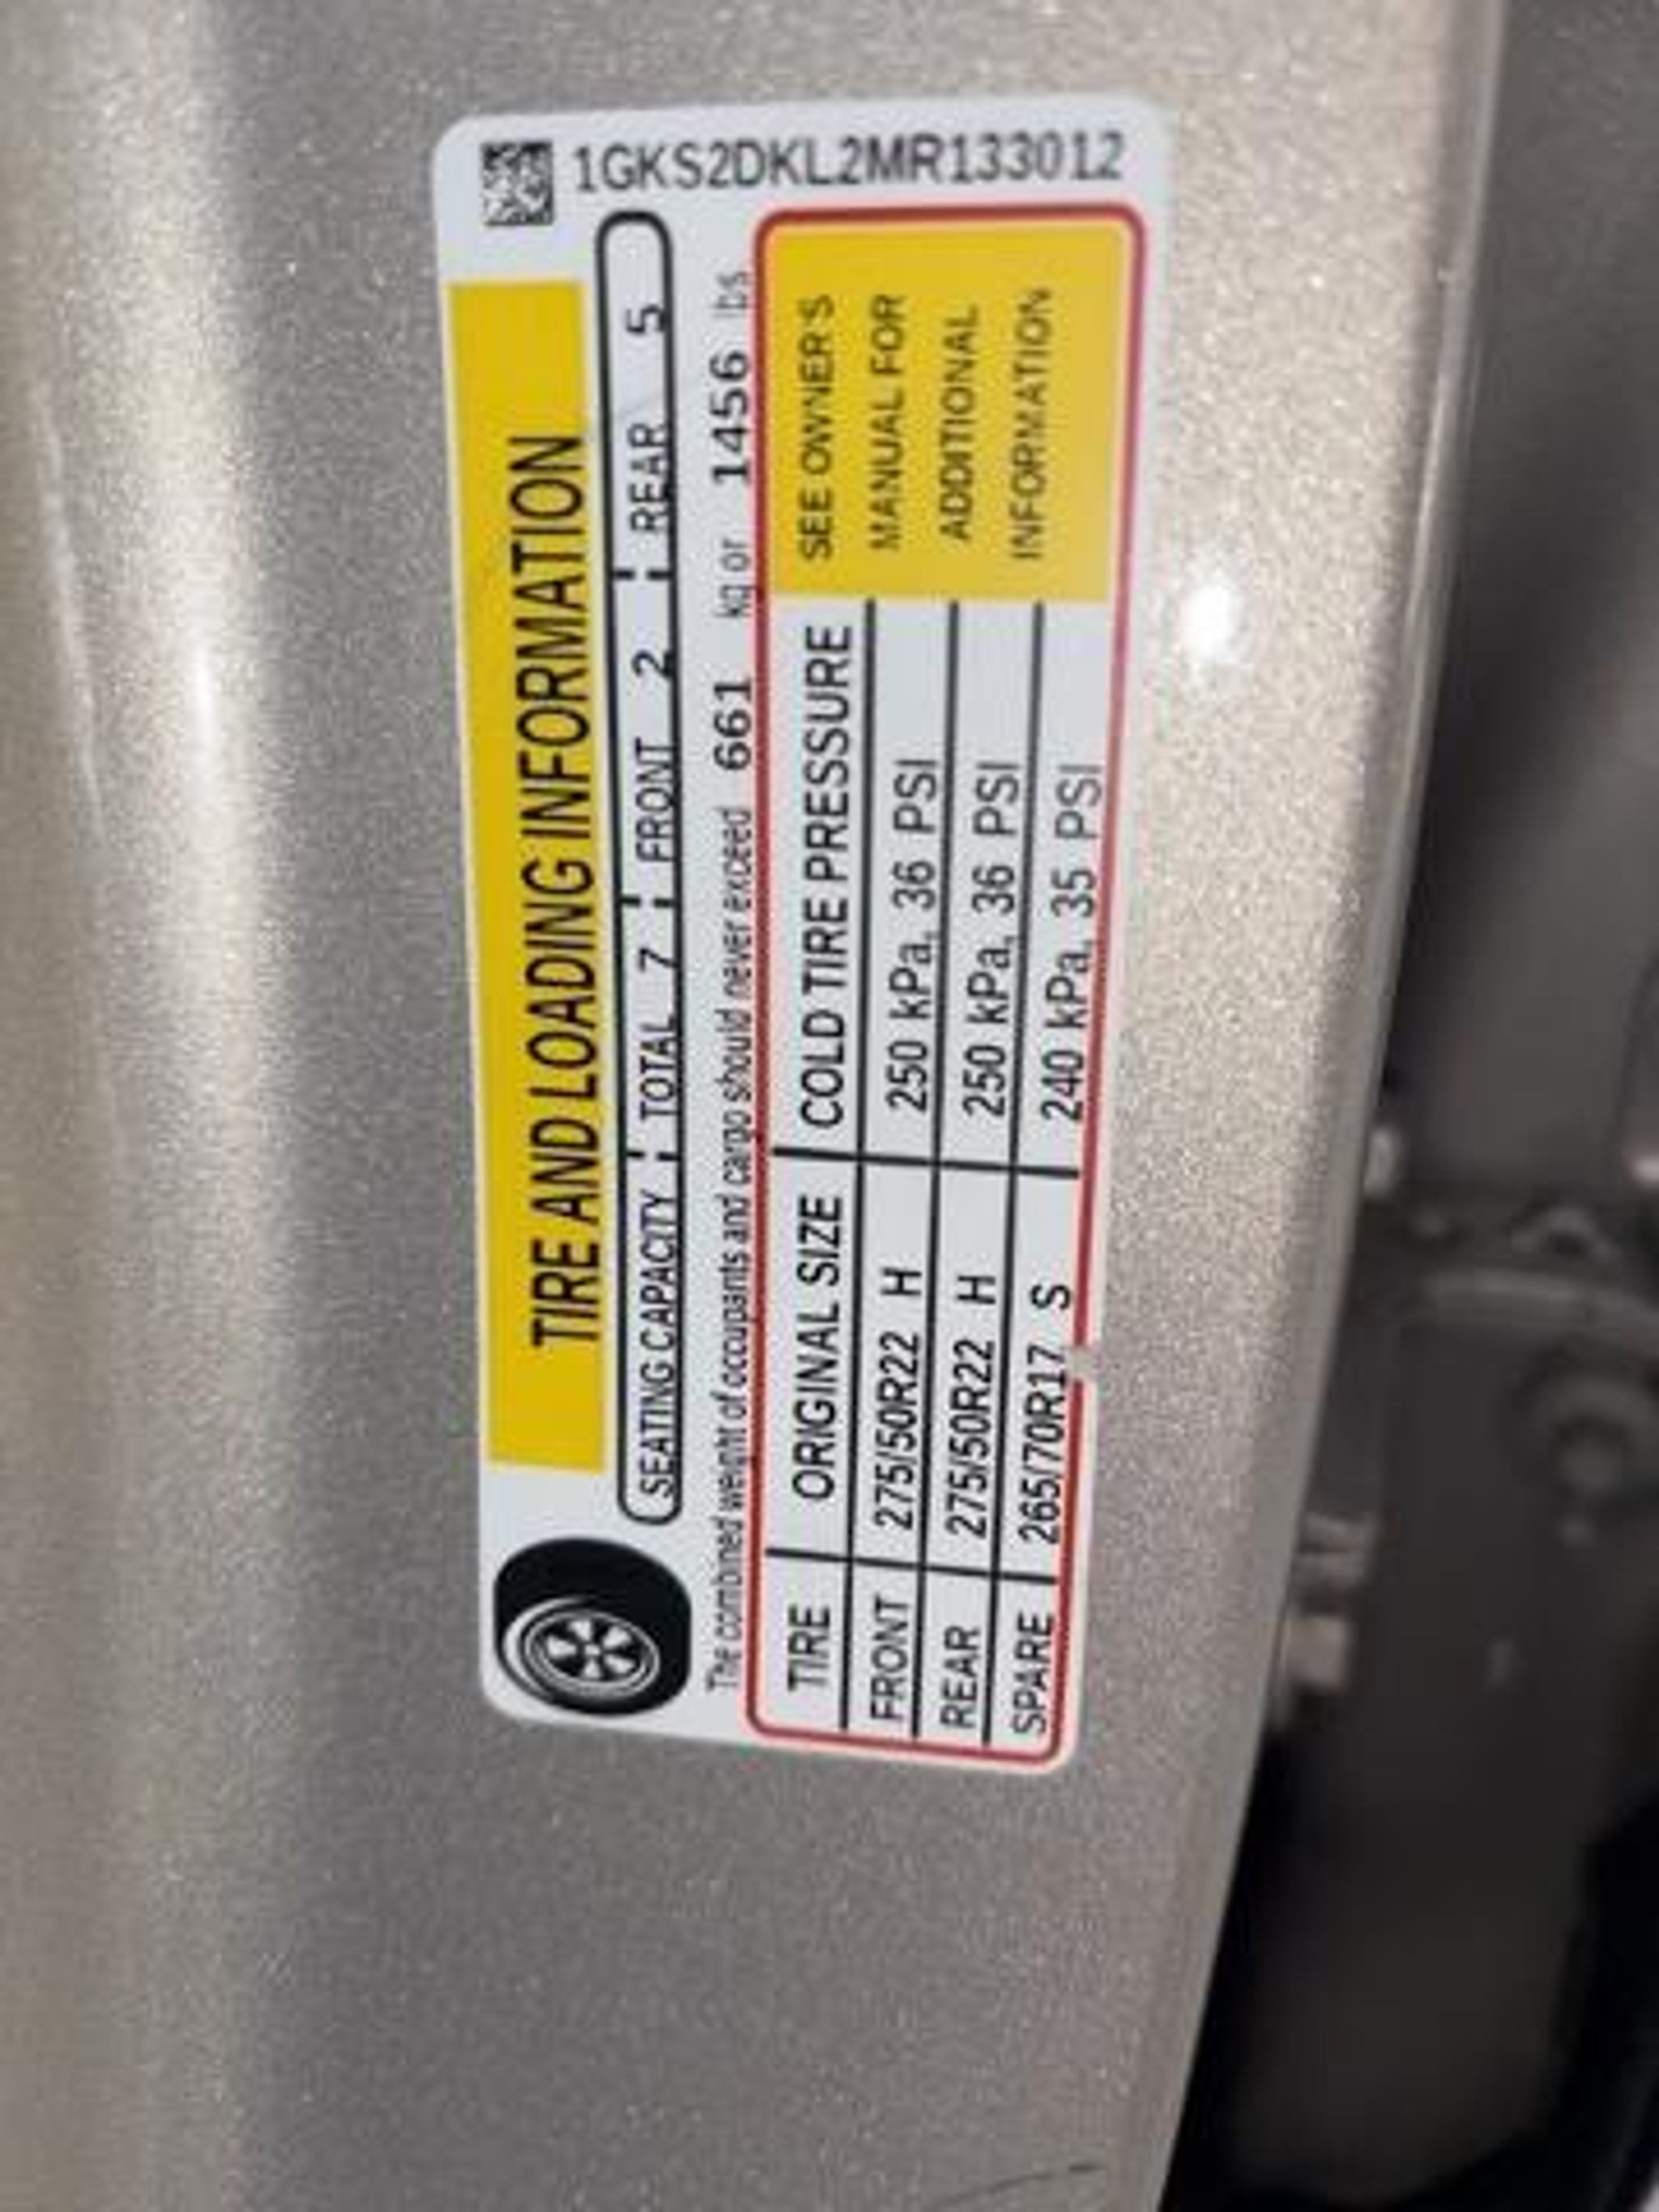 1GKS2DKL2MR133012
TIRE AND LOADING INFORMATION
SEATING CAPACITY TOTAL 7 FRONT 2 REAR 5
The combined weight of occupants and cargo should never exceed 661 kg or 1456 lbs
TIRE ORIGINAL SIZE COLD TIRE PRESSURE
FRONT 275/50R22 H 250 kPa, 36 PSI
REAR 275/50R22 H 250 kPa, 36 PSI
SPARE 265/70R17 S 240 kPa, 35 PSI
SEE OWNER'S
MANUAL FOR
ADDITIONAL
INFORMATION